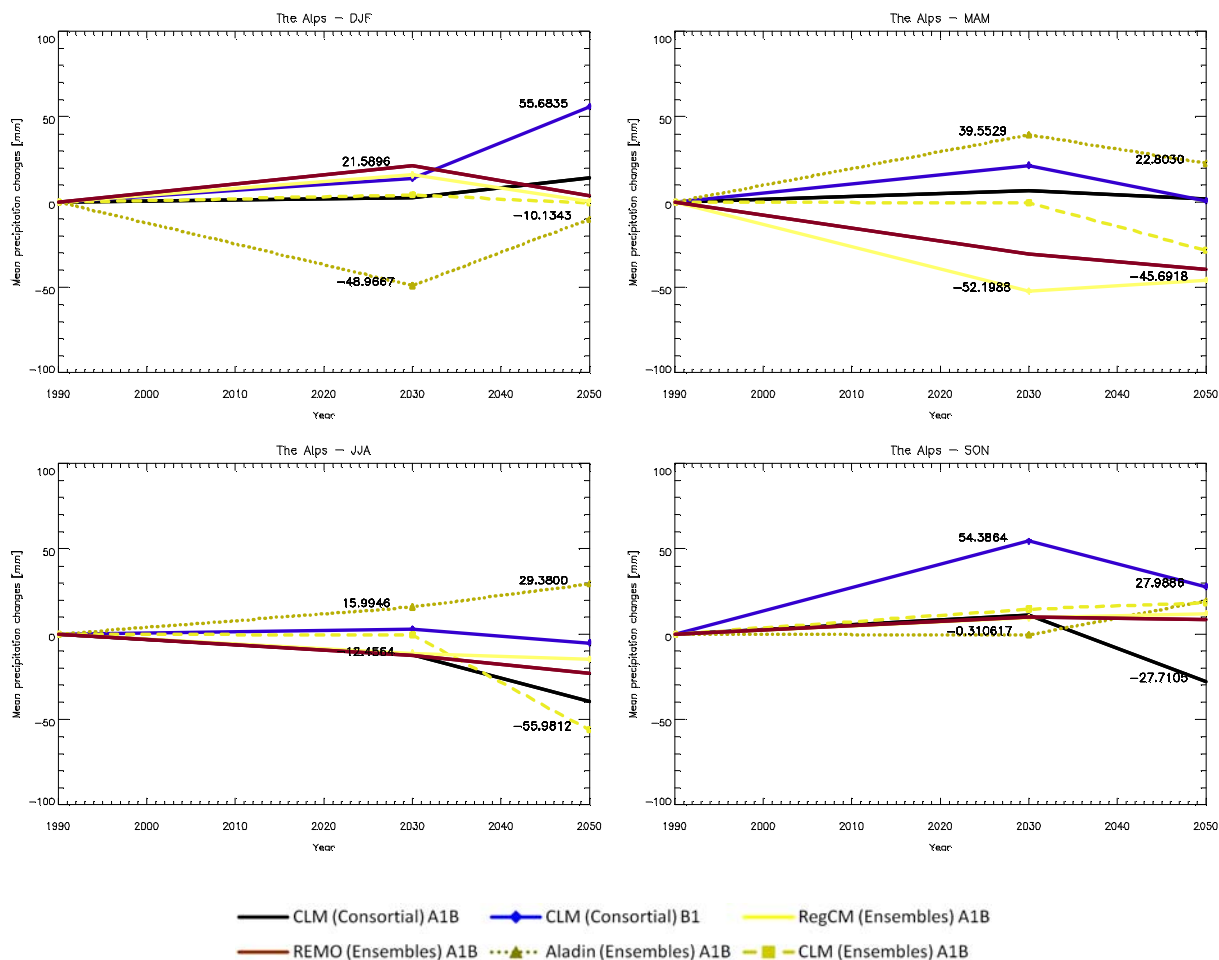 The Alps – DJF
100
50
0
−50
−100
Mean precipitation changes [mm]
55.6835
21.5896
−10.1343
−48.9667
1990 2000 2010 2020 2030 2040 2050
Year
The Alps – MAM
100
50
0
−50
−100
Mean precipitation changes [mm]
39.5529
22.8030
−45.6918
−52.1988
1990 2000 2010 2020 2030 2040 2050
Year
The Alps – JJA
100
50
0
−50
−100
Mean precipitation changes [mm]
29.3800
15.9946
−55.9812
1990 2000 2010 2020 2030 2040 2050
Year
The Alps – SON
100
50
0
−50
−100
Mean precipitation changes [mm]
54.3864
27.9886
−0.310617
−27.7105
1990 2000 2010 2020 2030 2040 2050
Year
CLM (Consortial) A1B CLM (Consortial) B1 RegCM (Ensembles) A1B
REMO (Ensembles) A1B Aladin (Ensembles) A1B CLM (Ensembles) A1B